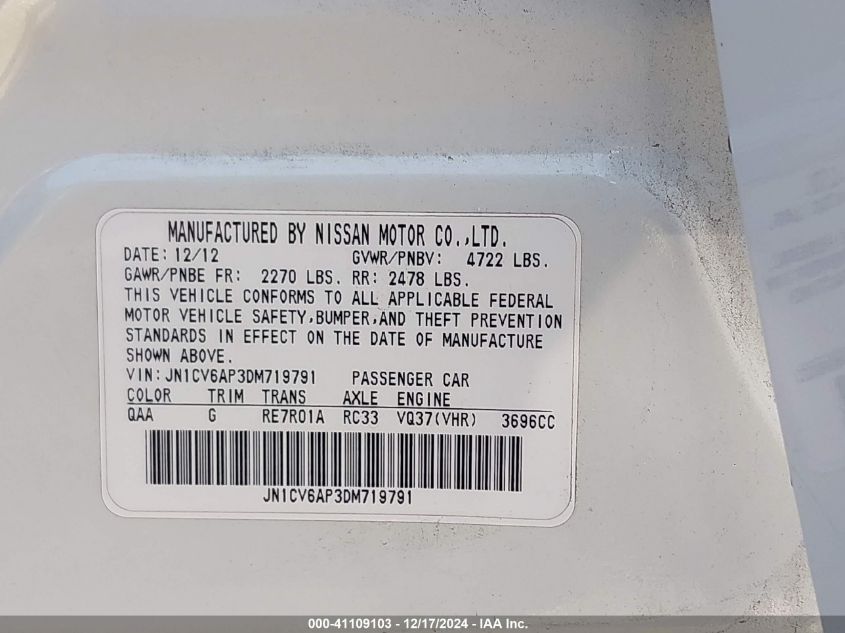 MANUFACTURED BY NISSAN MOTOR CO.,LTD.
DATE: 12/12 GVWR/PNBV: 4722 LBS.
GAWR/PNBE FR: 2270 LBS. RR: 2478 LBS.
THIS VEHICLE CONFORMS TO ALL APPLICABLE FEDERAL
MOTOR VEHICLE SAFETY,BUMPER,AND THEFT PREVENTION
STANDARDS IN EFFECT ON THE DATE OF MANUFACTURE
SHOWN ABOVE.
VIN:JN1CV6AP3DM719791 PASSENGER CAR
COLOR TRIM TRANS AXLE ENGINE
QAA G RE7R01A RC33 VQ37(VHR) 3696CC
JN1CV6AP3DM719791
000-41109103 - 12/17/2024 - IAA Inc.